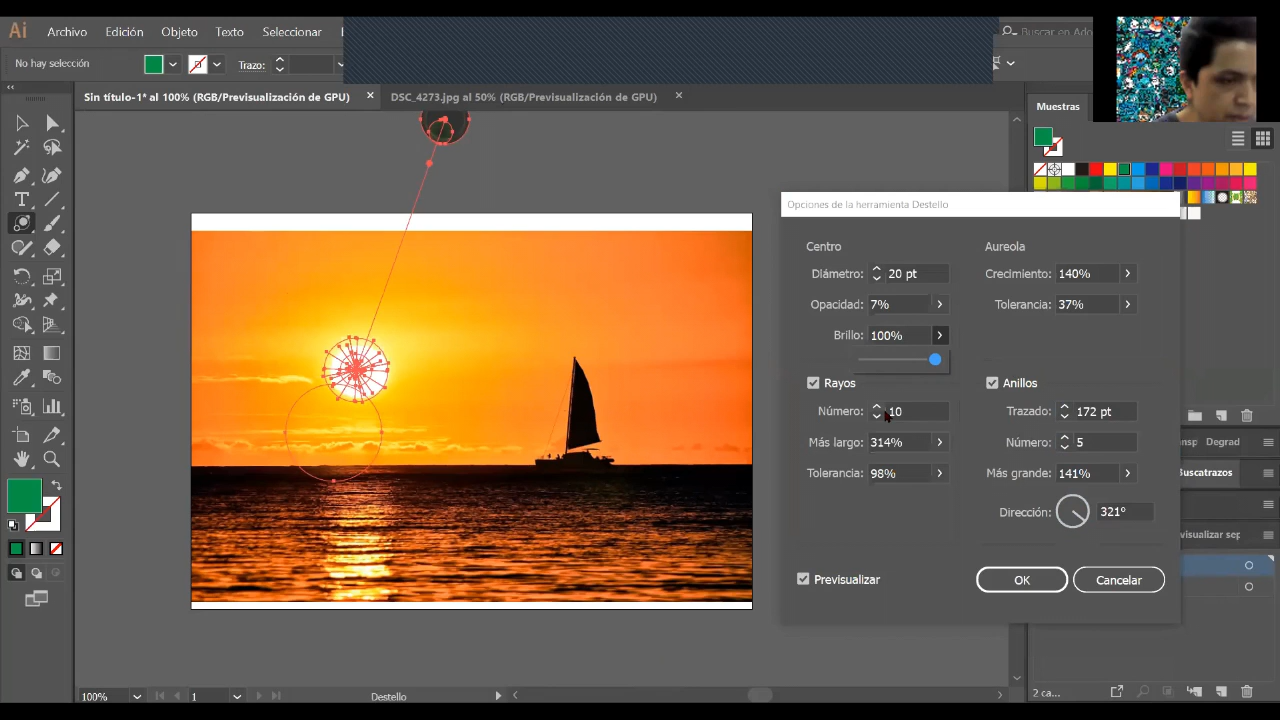 Ai Archivo Edición Objeto Texto Seleccionar Buscar en Ado
No hay selección Trazo:
Sin título-1* al 100% (RGB/Previsualización de GPU) × DSC_4273.jpg al 50% (RGB/Previsualización de GPU) ×
Muestras
Opciones de la herramienta Destello
Centro Aureola
Diámetro: 20 pt Crecimiento: 140%
Opacidad: 7% Tolerancia: 37%
Brillo: 100%
Rayos Anillos
Número: 10 Trazado: 172 pt
Más largo: 314% Número: 5
Tolerancia: 98% Más grande: 141%
Dirección: 321°
Previsualizar OK Cancelar
nsp Degrad
Buscatrazos
visualizar sep
100% 1 Destello 2 ca...